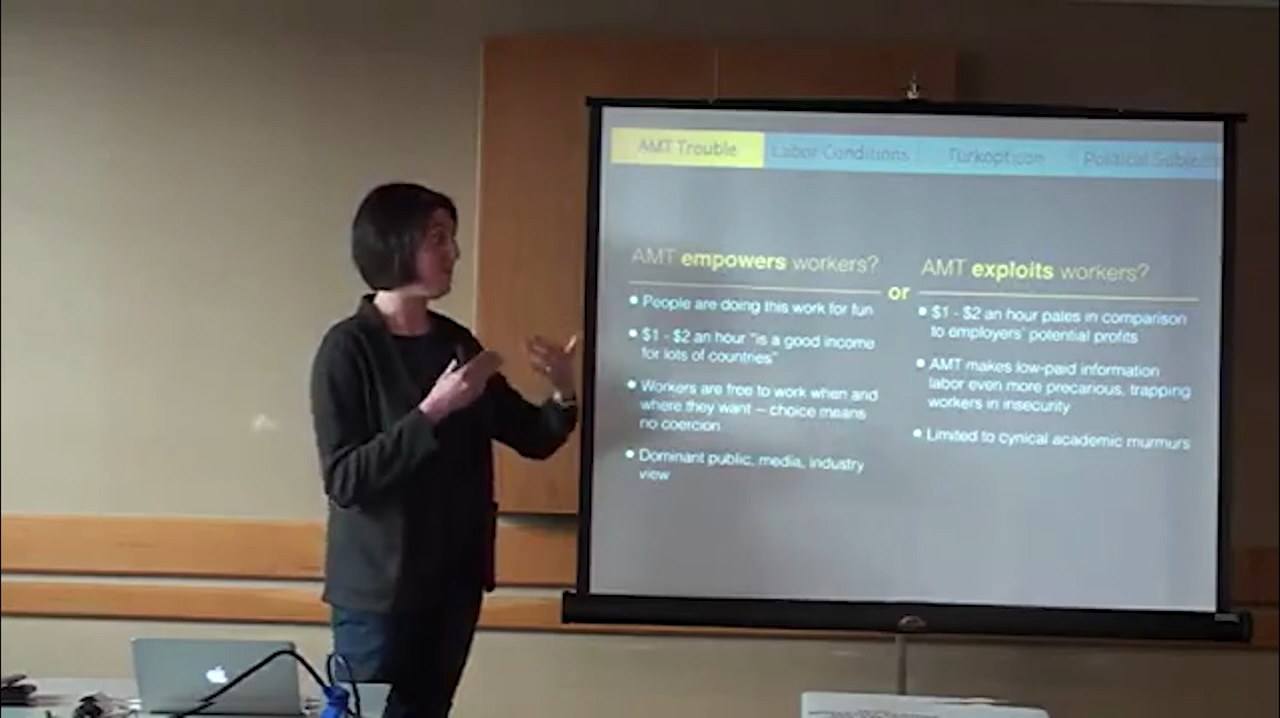 AMT Trouble
Labor Conditions
Turkopticon
Political
AMT empowers workers?
People are doing this work for fun
$1 - $2 an hour "is a good income
for lots of countries"
Workers are free to work when and
where they want – choice means
no coercion
Dominant public, media, industry
view
or
AMT exploits workers?
$1 - $2 an hour pales in comparison
to employers' potential profits
AMT makes low-paid information
labor even more precarious, trapping
workers in insecurity
Limited to cynical academic murmurs